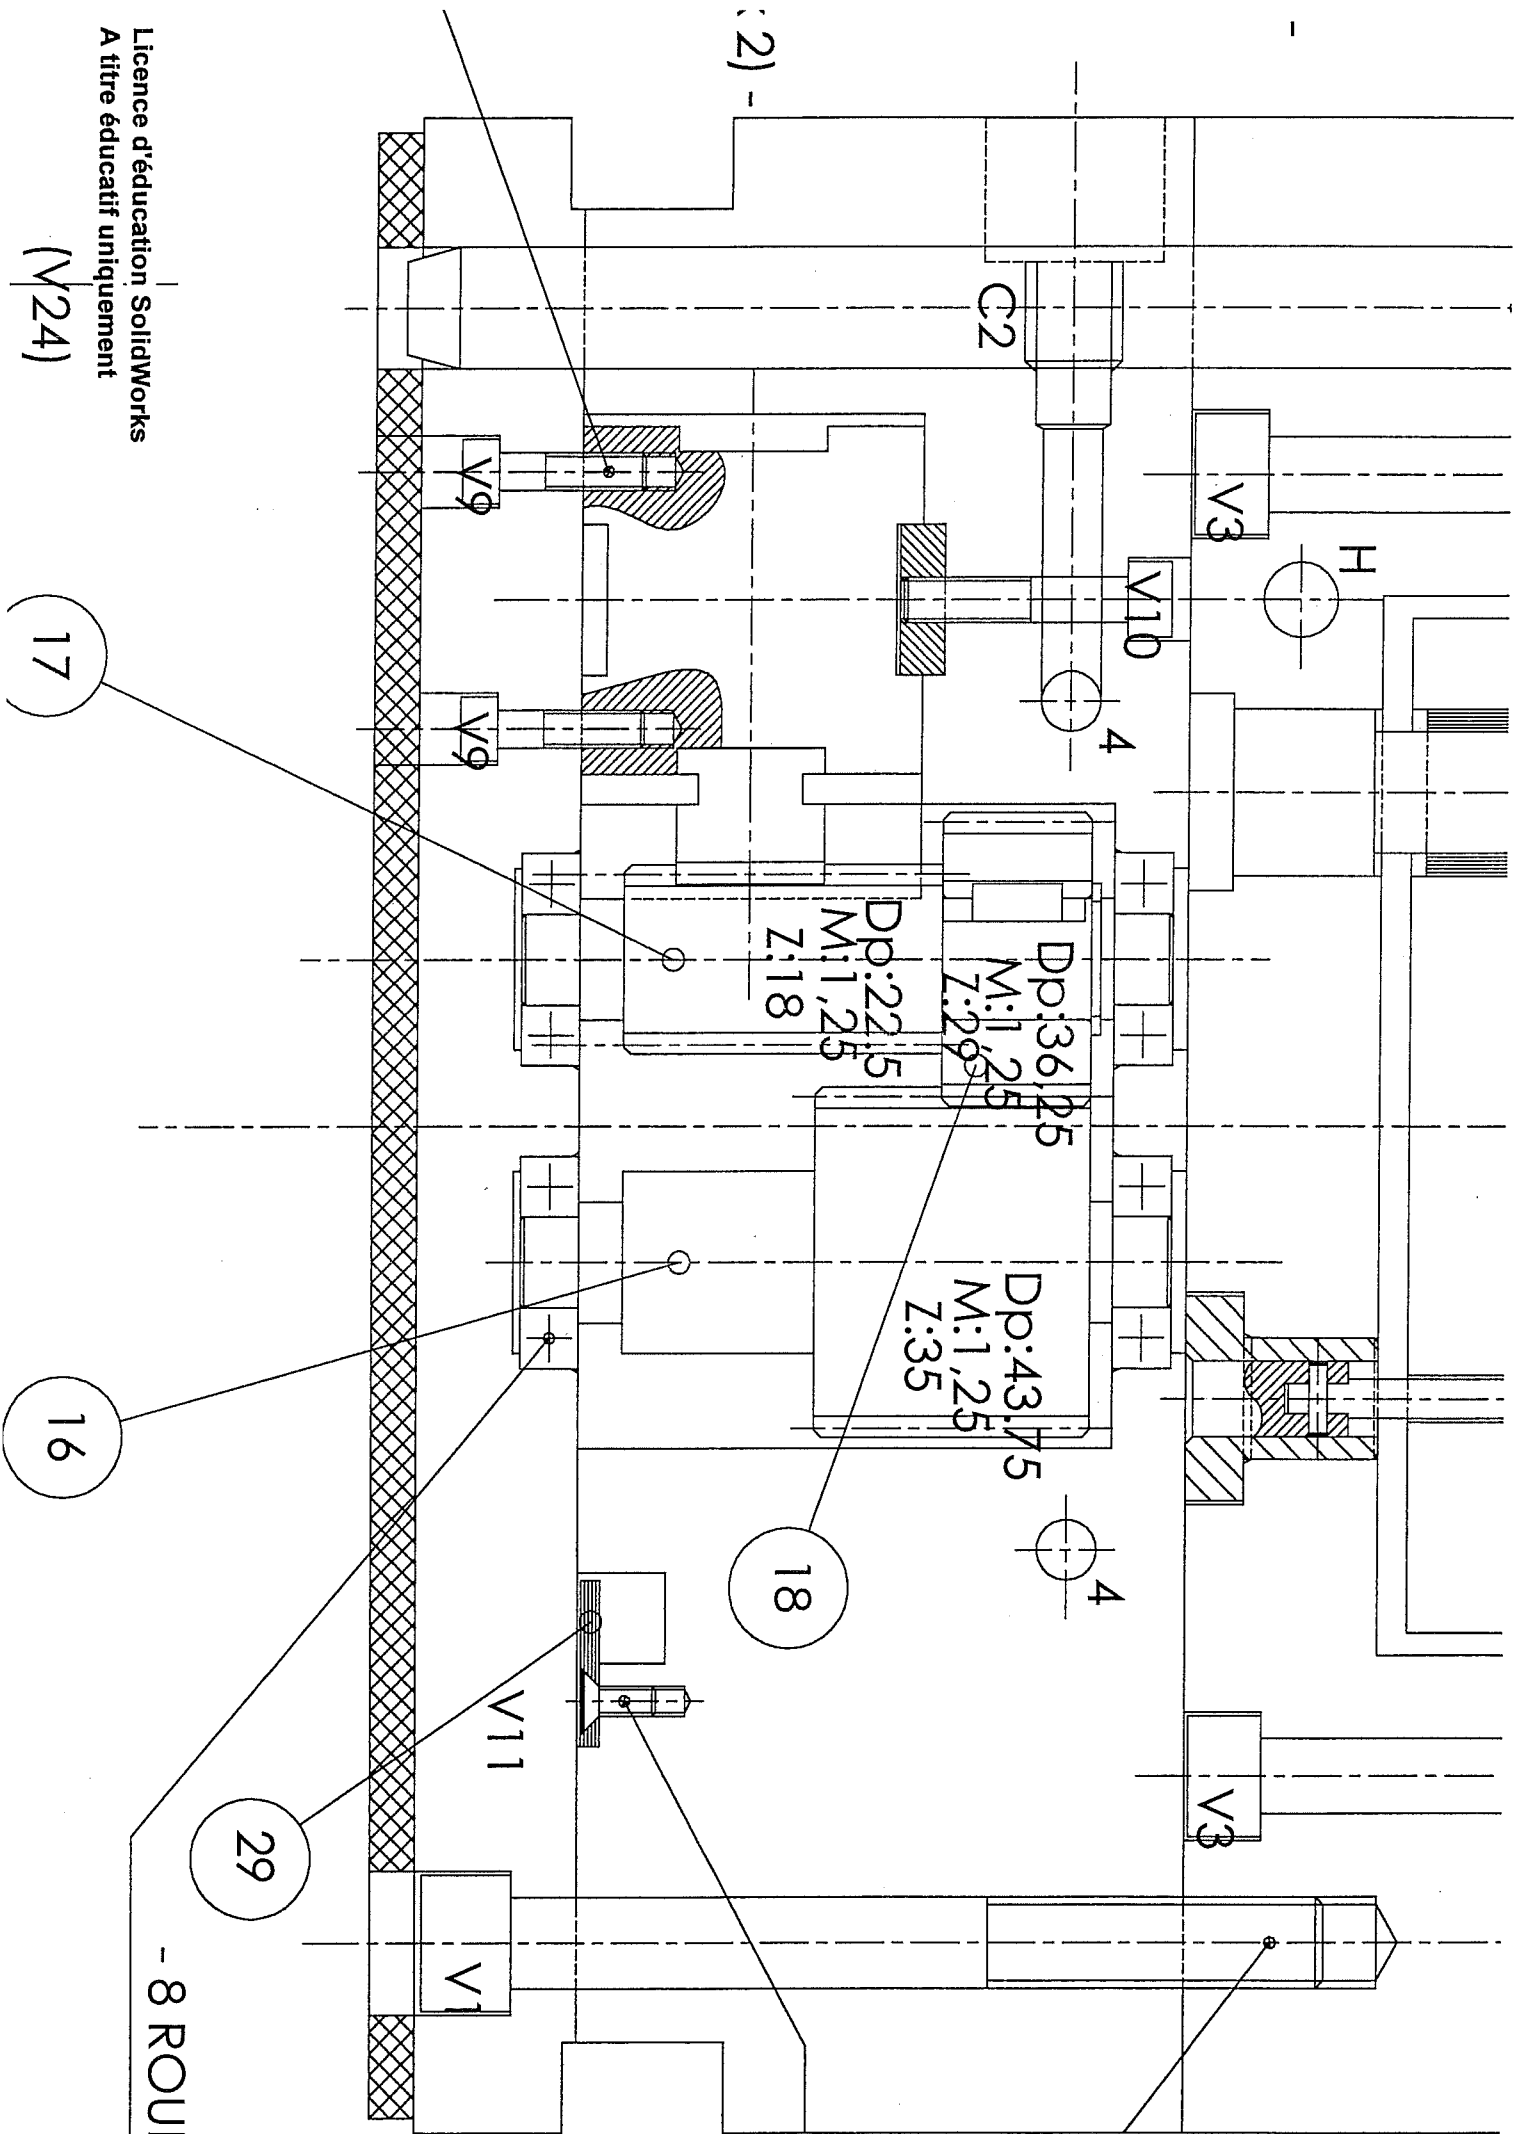 Licence d'éducation SolidWorks
A titre éducatif uniquement
(V24)
2) -
-
C2
V3
H
V9
V10
4
V9
17
Dp:22.5
M:1,25
Z:18
Dp:36,25
M:1,25
Z:29
Dp:43.75
M:1,25
Z:35
16
18
4
V11
29
V3
V1
- 8 ROU